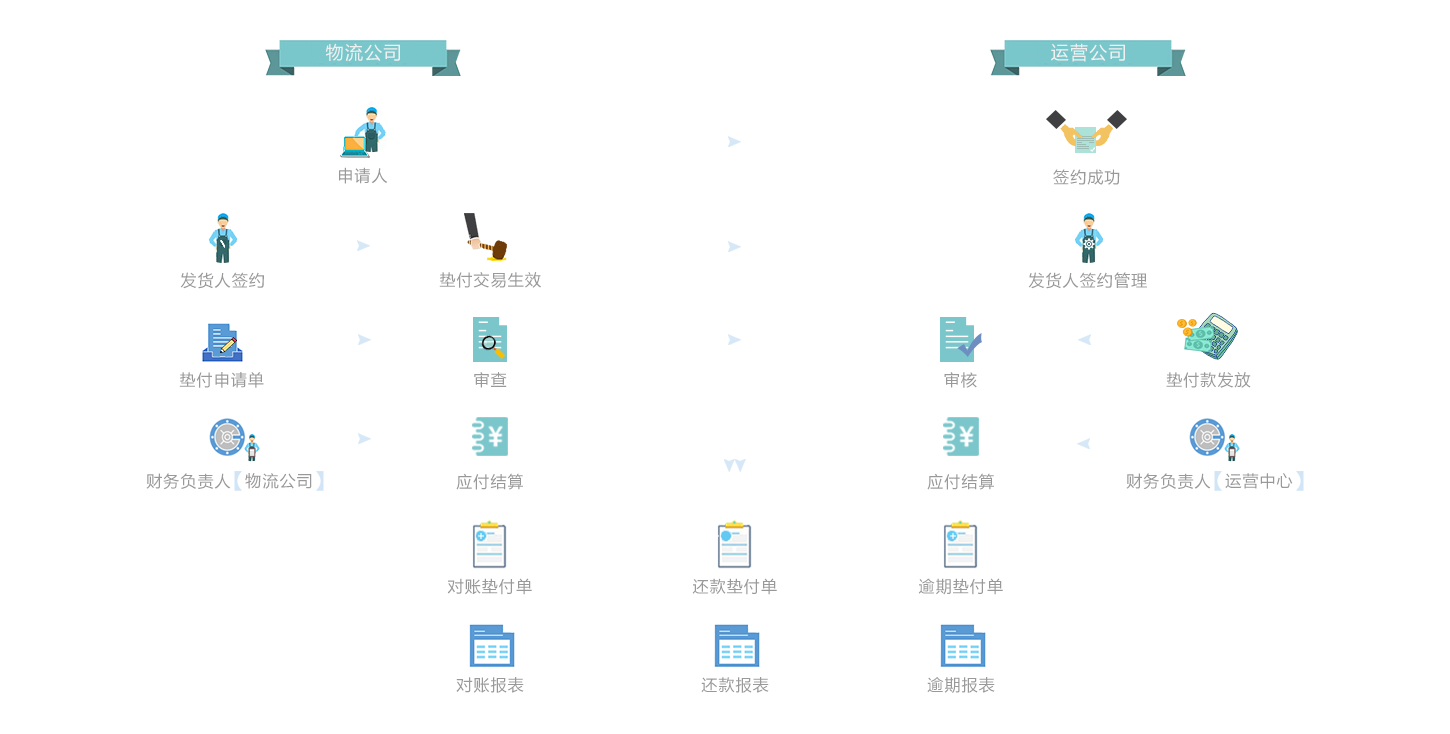 物流公司
运营公司
申请人
签约成功
发货人签约
垫付交易生效
发货人签约管理
垫付申请单
审查
审核
垫付款发放
财务负责人【物流公司】
应付结算
应付结算
财务负责人【运营中心】
对账垫付单
还款垫付单
逾期垫付单
对账报表
还款报表
逾期报表